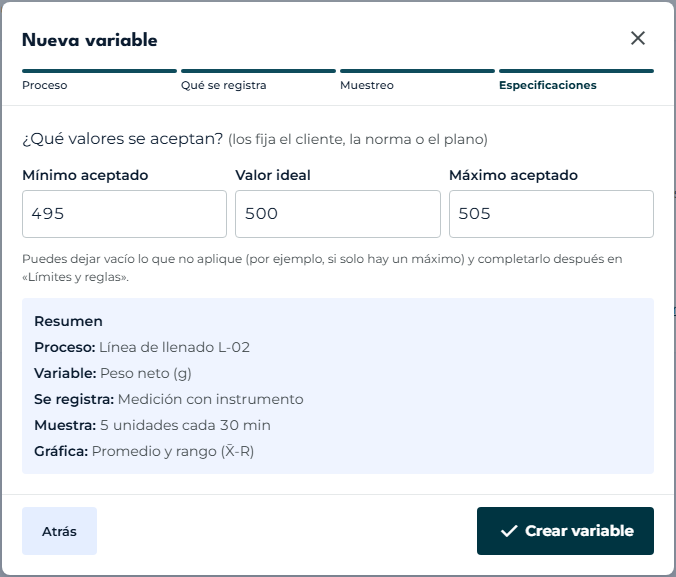 Nueva variable
Proceso
Qué se registra
Muestreo
Especificaciones
¿Qué valores se aceptan? (los fija el cliente, la norma o el plano)
Mínimo aceptado
Valor ideal
Máximo aceptado
495
500
505
Puedes dejar vacío lo que no aplique (por ejemplo, si solo hay un máximo) y completarlo después en
«Límites y reglas».
Resumen
Proceso: Línea de llenado L-02
Variable: Peso neto (g)
Se registra: Medición con instrumento
Muestra: 5 unidades cada 30 min
Gráfica: Promedio y rango (X̄-R)
Atrás
Crear variable